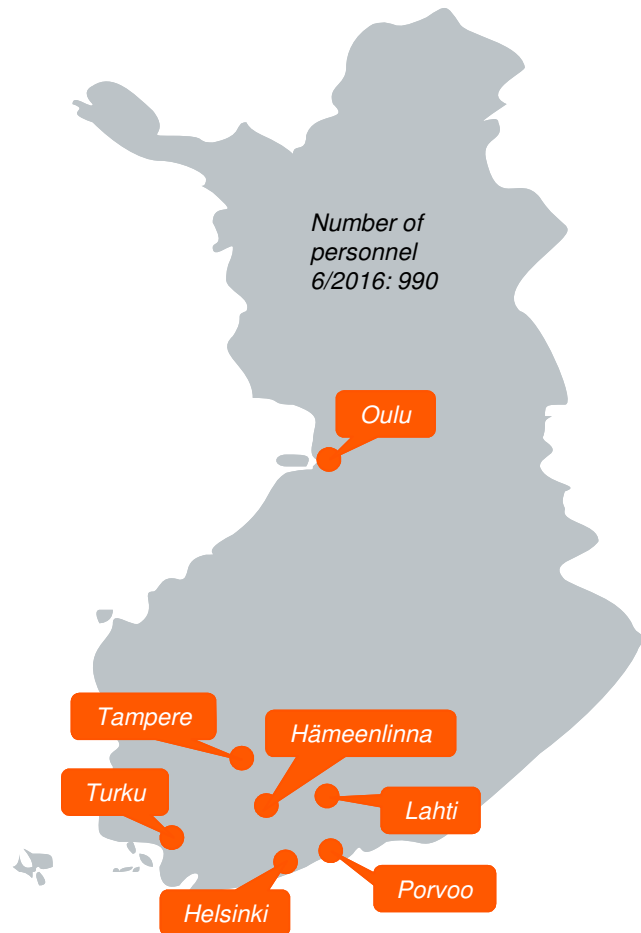 Number of
personnel
6/2016: 990
Oulu
Tampere
Hämeenlinna
Turku
Lahti
Porvoo
Helsinki